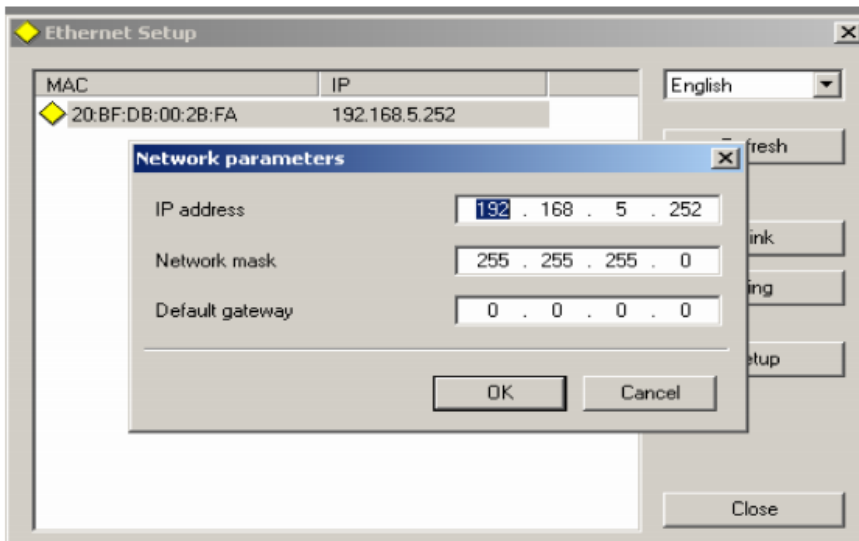 Ethernet Setup
MAC IP
20:BF:DB:00:2B:FA 192.168.5.252
English
Network parameters
IP address 192 . 168 . 5 . 252
Network mask 255 . 255 . 255 . 0
Default gateway 0 . 0 . 0 . 0
OK Cancel
Close